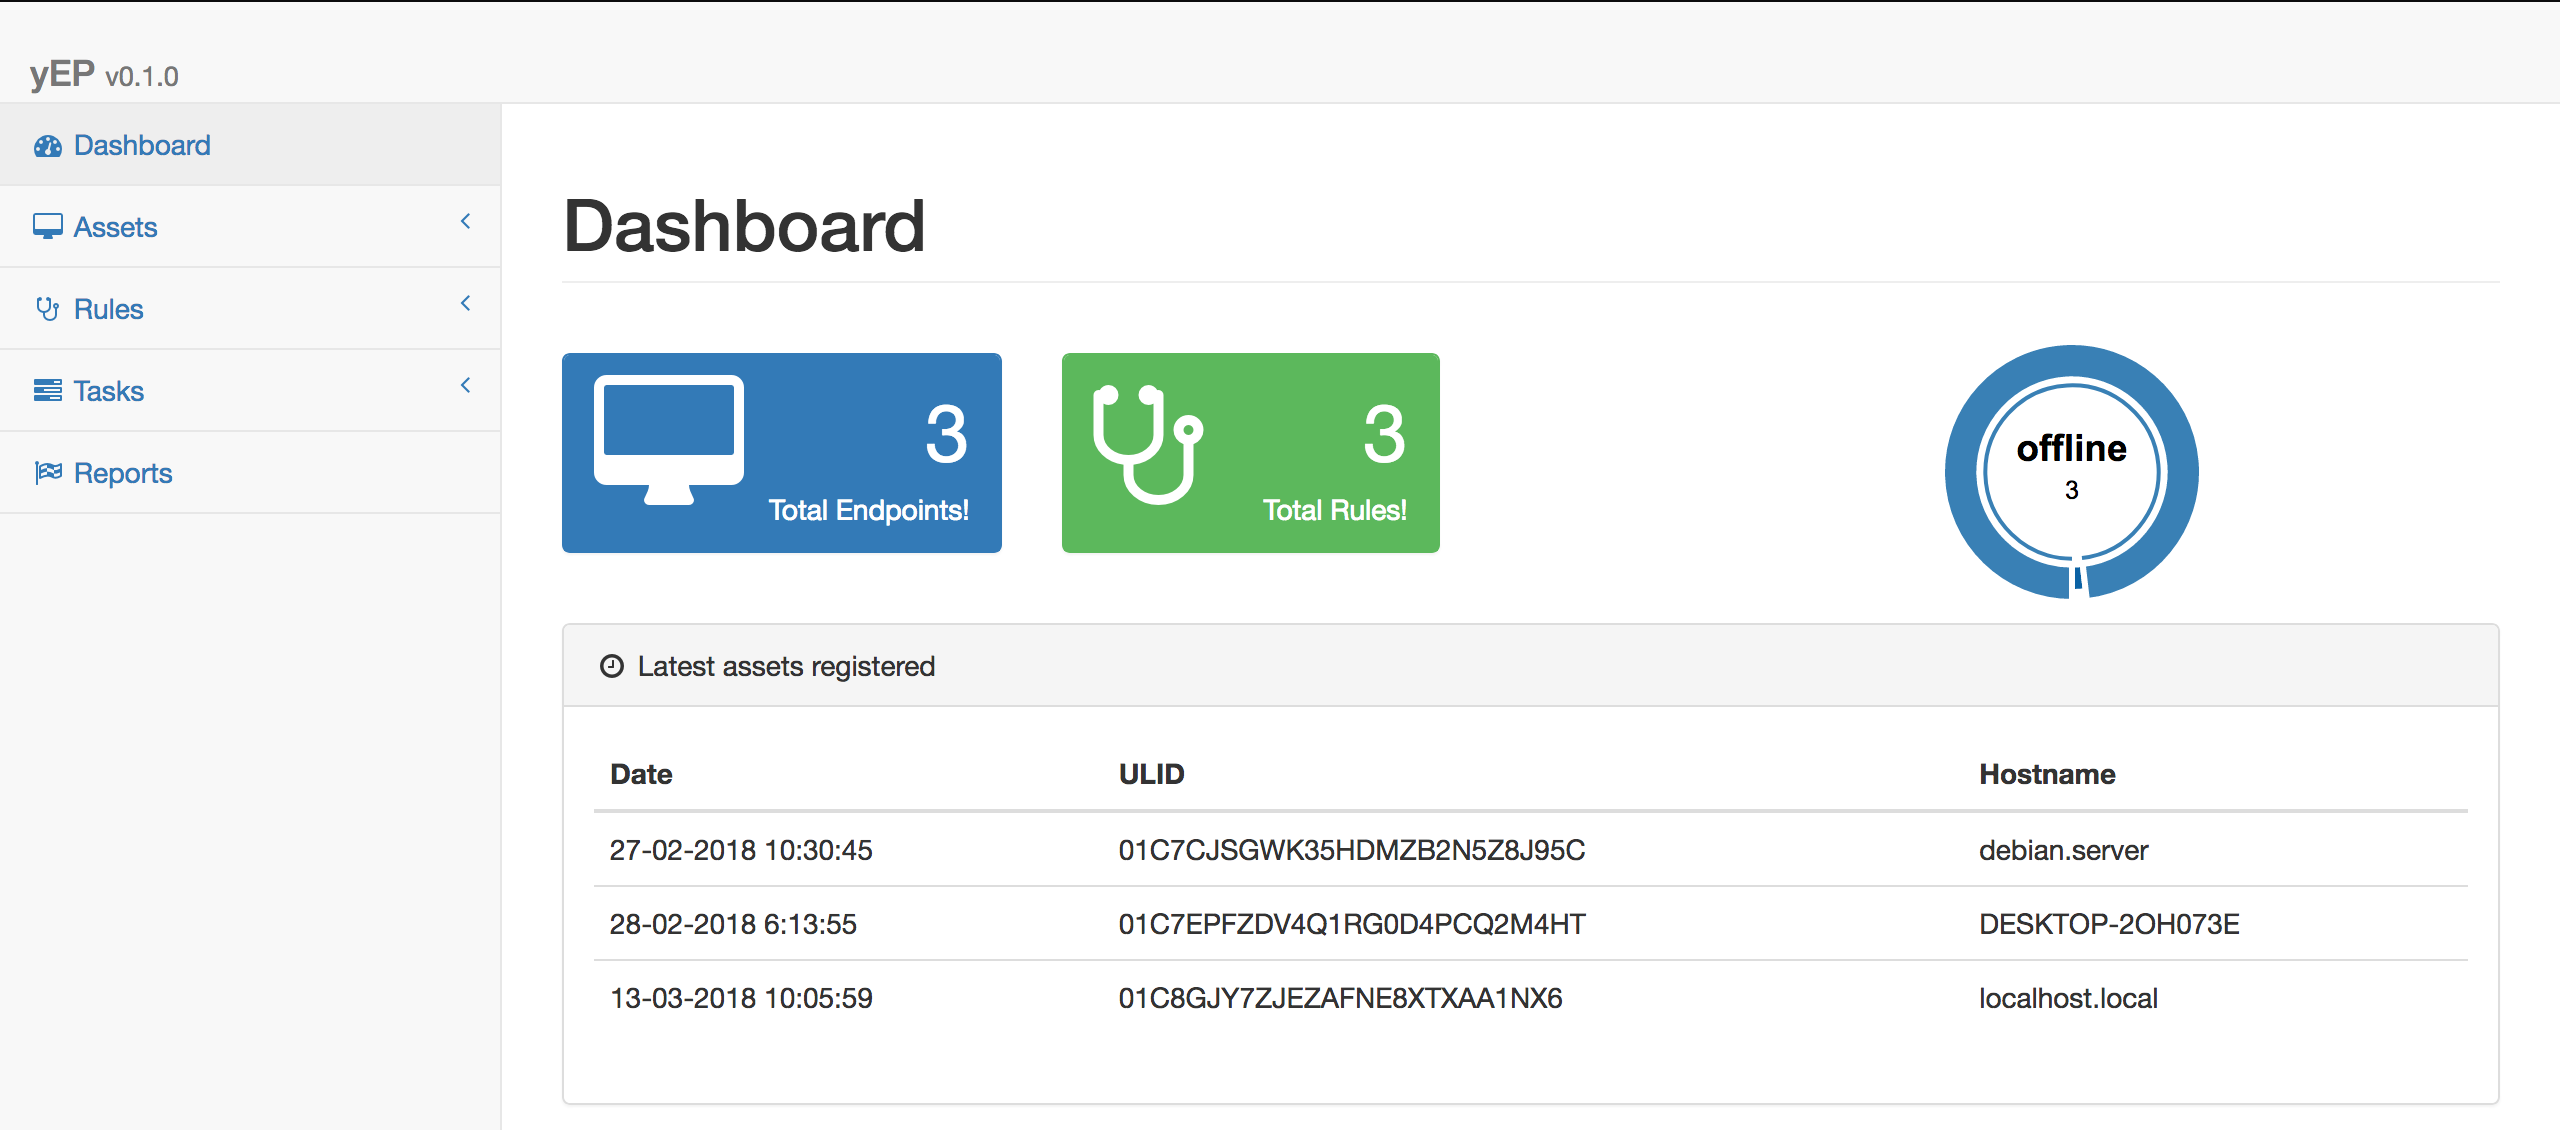 yEP v0.1.0
Dashboard
Assets
Rules
Tasks
Reports
Dashboard
3
Total Endpoints!
3
Total Rules!
offline
3
Latest assets registered
Date ULID Hostname
27-02-2018 10:30:45 01C7CJSGWK35HDMZB2N5Z8J95C debian.server
28-02-2018 6:13:55 01C7EPFZDV4Q1RG0D4PCQ2M4HT DESKTOP-2OH073E
13-03-2018 10:05:59 01C8GJY7ZJEZAFNE8XTXAA1NX6 localhost.local